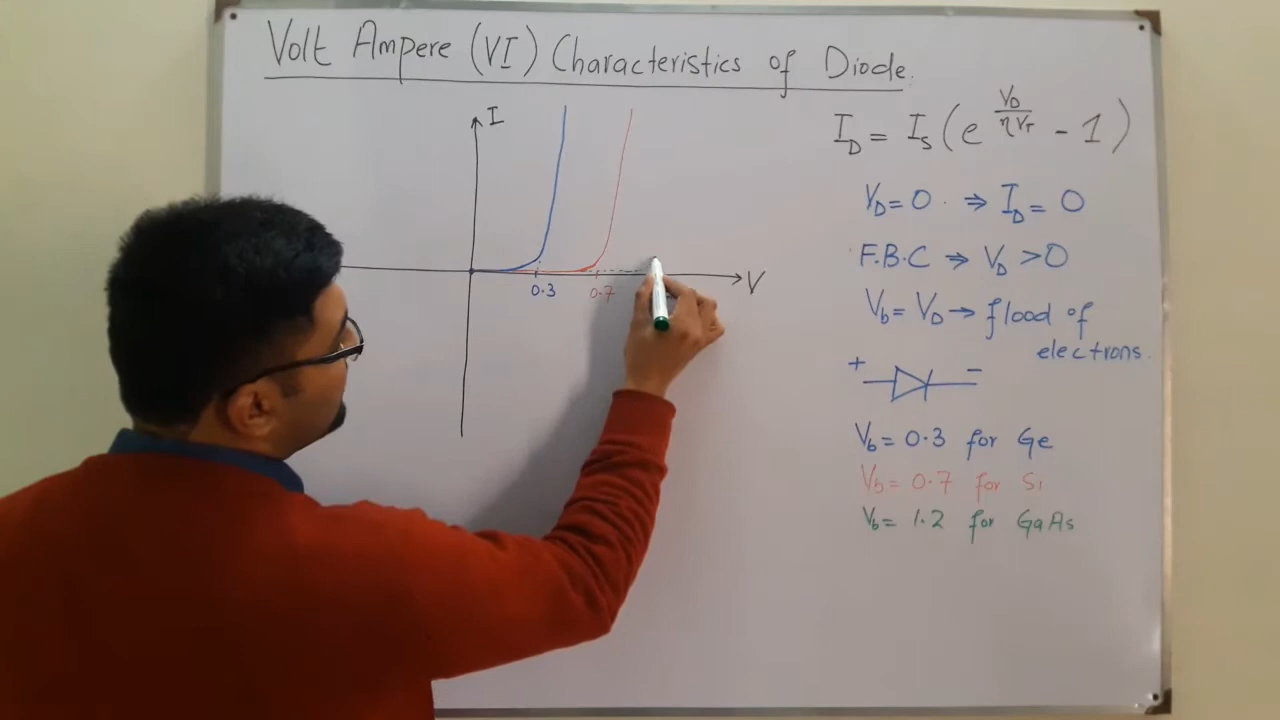 Volt Ampere (VI) Characteristics of Diode.
I
V
0.3
0.7
I_D = I_S (e^(V_D/ηV_T) - 1)
V_D = 0 ⇒ I_D = 0
F.B.C ⇒ V_D > 0
V_b = V_D → flood of
electrons.
+ -
V_b = 0.3 for Ge
V_b = 0.7 for Si
V_b = 1.2 for GaAs